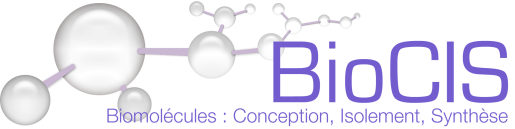 BioCIS
Biomolécules : Conception, Isolement, Synthèse